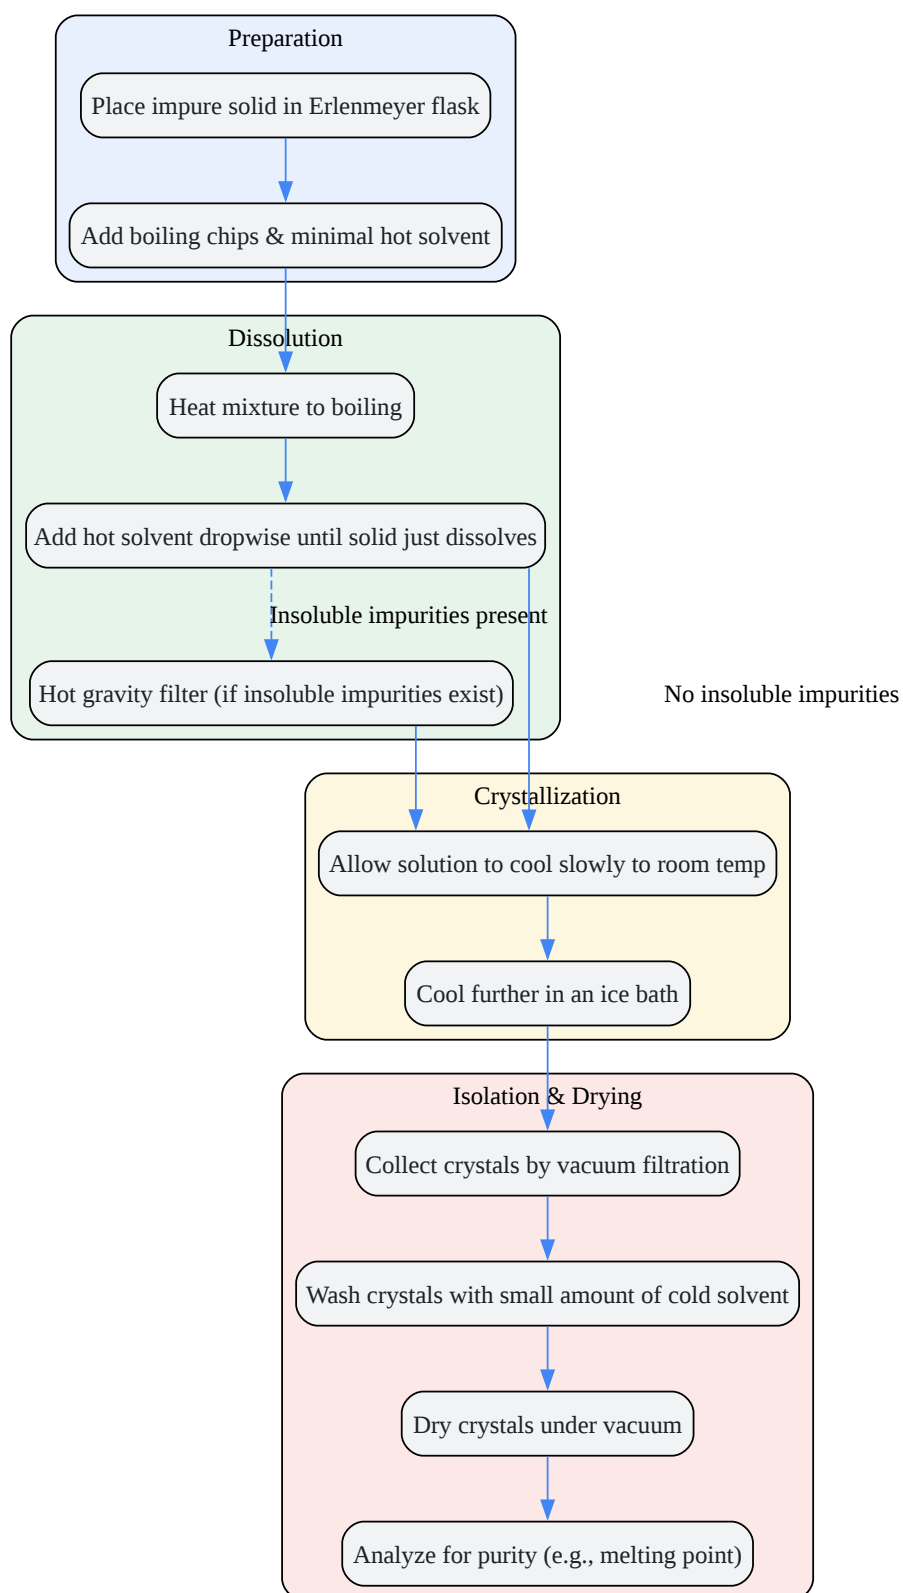 Preparation
Place impure solid in Erlenmeyer flask
Add boiling chips & minimal hot solvent
Dissolution
Heat mixture to boiling
Add hot solvent dropwise until solid just dissolves
Insoluble impurities present
Hot gravity filter (if insoluble impurities exist)
No insoluble impurities
Crystallization
Allow solution to cool slowly to room temp
Cool further in an ice bath
Isolation & Drying
Collect crystals by vacuum filtration
Wash crystals with small amount of cold solvent
Dry crystals under vacuum
Analyze for purity (e.g., melting point)